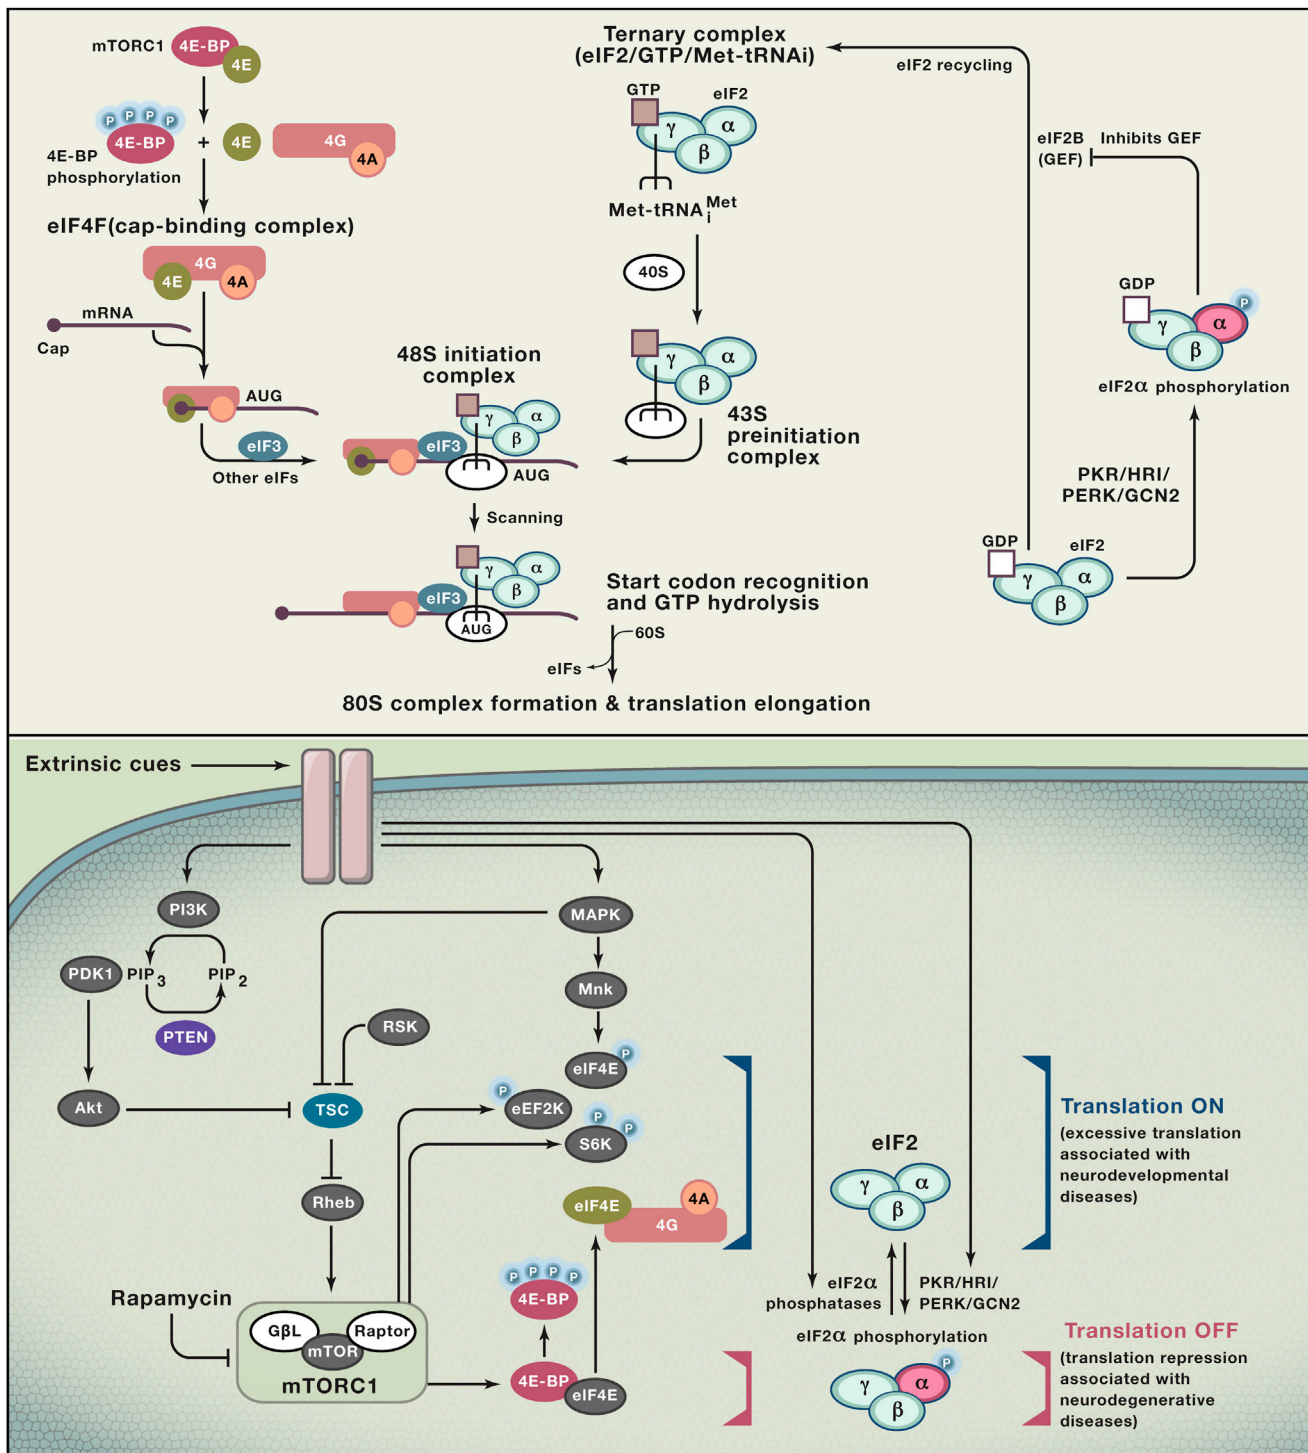 mTORC1
4E-BP
4E
P P P P
4E-BP
+
4E
4G
4A
4E-BP
phosphorylation
eIF4F(cap-binding complex)
4G
4E
4A
mRNA
Cap
AUG
eIF3
Other eIFs
48S initiation
complex
γ
α
β
eIF3
AUG
Scanning
γ
α
β
eIF3
AUG
Ternary complex
(eIF2/GTP/Met-tRNAi)
GTP
eIF2
γ
α
β
Met-tRNAiMet
40S
γ
α
β
43S
preinitiation
complex
Start codon recognition
and GTP hydrolysis
60S
eIFs
80S complex formation & translation elongation
eIF2 recycling
eIF2B
(GEF)
Inhibits GEF
GDP
P
γ
α
β
eIF2α phosphorylation
PKR/HRI/
PERK/GCN2
GDP
eIF2
γ
α
β
Extrinsic cues
PI3K
PDK1
PIP3
PIP2
PTEN
Akt
MAPK
Mnk
RSK
P
eIF4E
TSC
P
eEF2K
P
P
S6K
Rheb
eIF4E
4A
4G
Rapamycin
GβL
Raptor
mTOR
mTORC1
P P P P
4E-BP
4E-BP
eIF4E
eIF2
γ
α
β
eIF2α
phosphatases
PKR/HRI/
PERK/GCN2
eIF2α phosphorylation
P
γ
α
β
Translation ON
(excessive translation
associated with
neurodevelopmental
diseases)
Translation OFF
(translation repression
associated with
neurodegenerative
diseases)